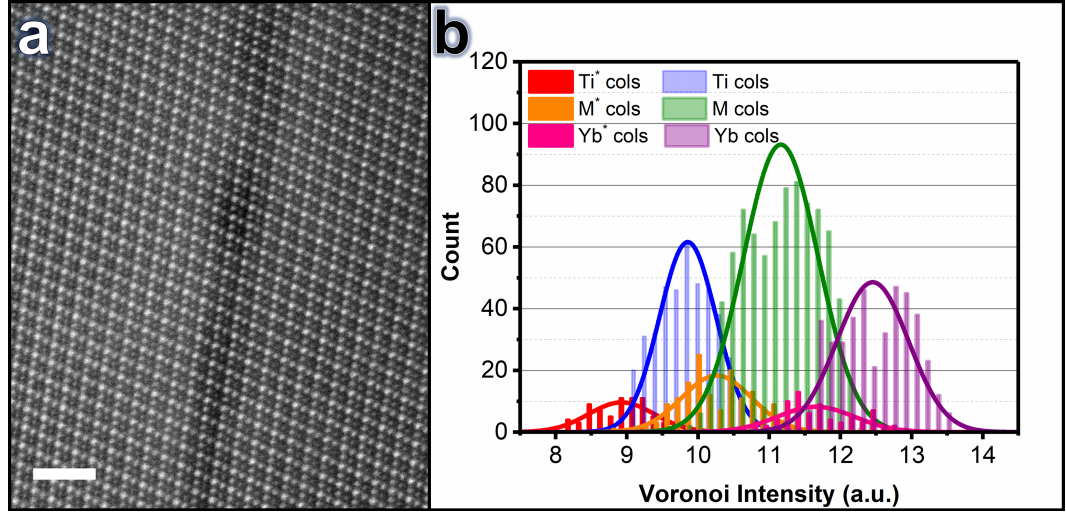 a
b
120
100
80
60
40
20
0
Count
Ti* cols
Ti cols
M* cols
M cols
Yb* cols
Yb cols
8 9 10 11 12 13 14
Voronoi Intensity (a.u.)